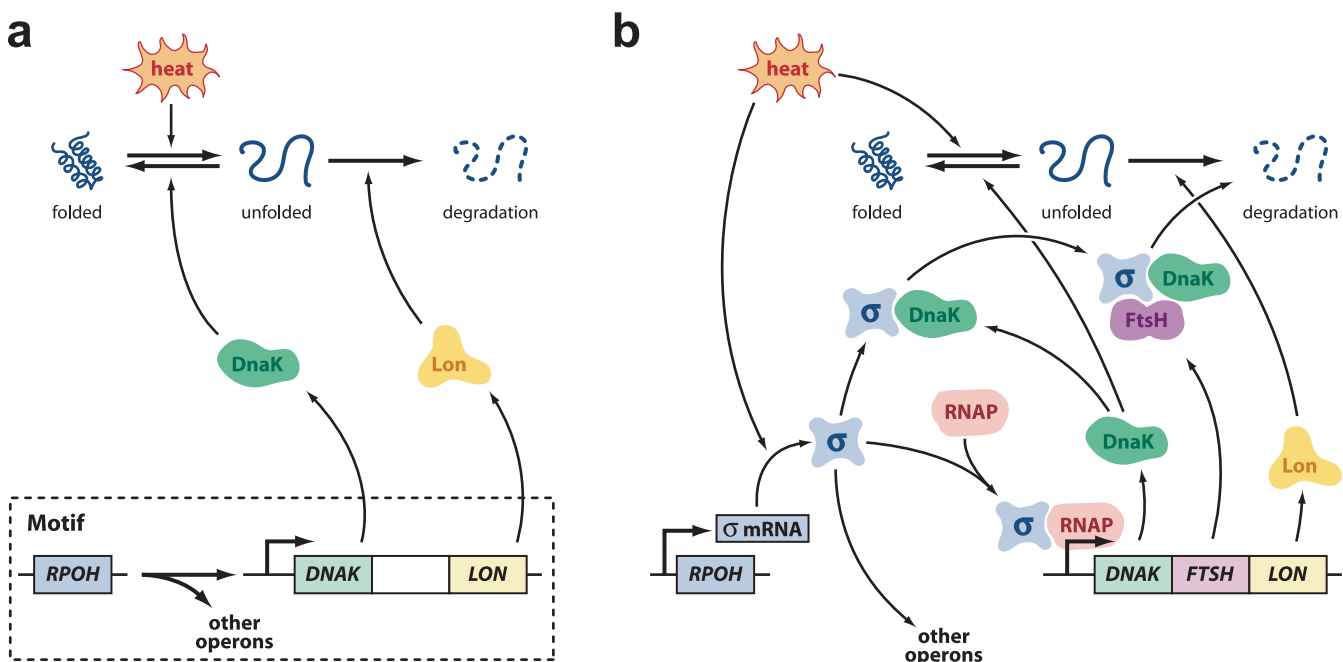 a
heat
folded
unfolded
degradation
DnaK
Lon
Motif
RPOH
DNAK
LON
other
operons
b
heat
folded
unfolded
degradation
σ
DnaK
FtsH
σ
DnaK
RNAP
σ
DnaK
Lon
σ
RNAP
σ mRNA
RPOH
DNAK
FTSH
LON
other
operons